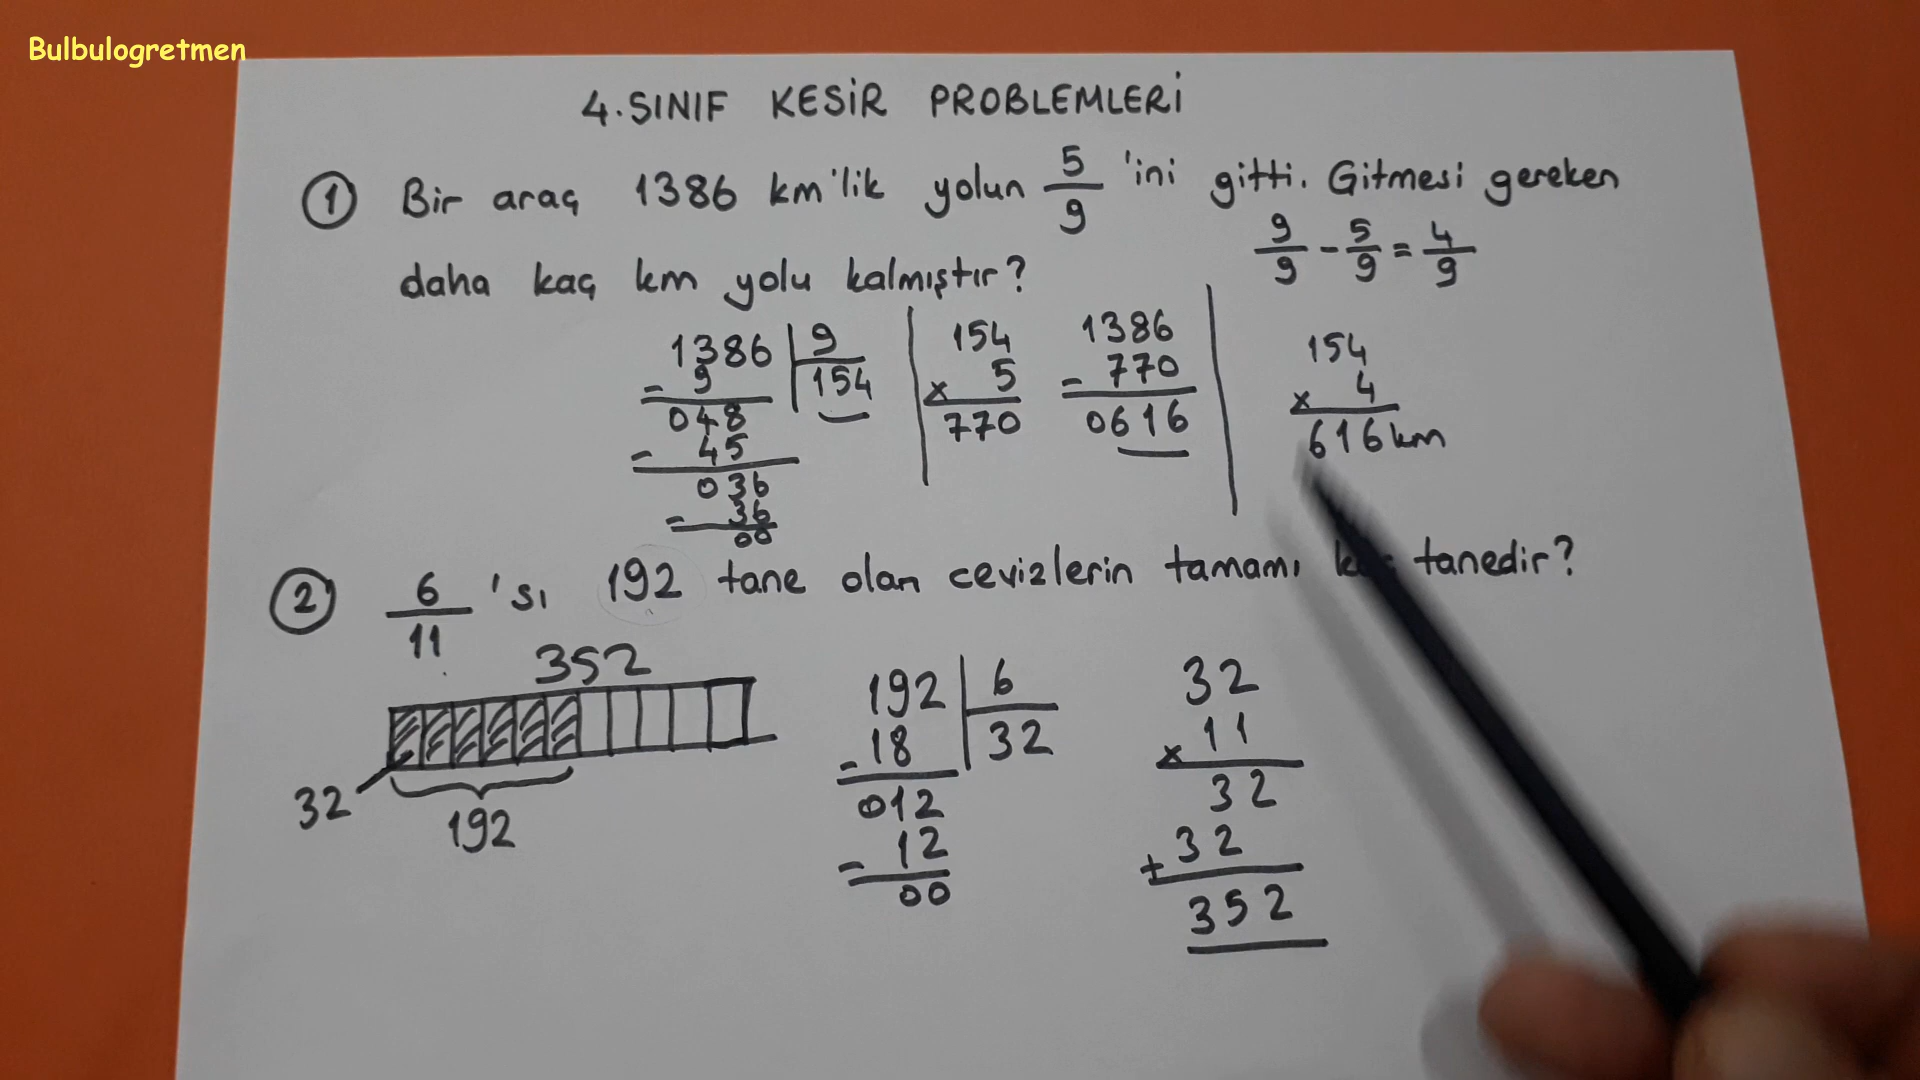 Bulbulogretmen
4. SINIF KESİR PROBLEMLERİ
① Bir araç 1386 km'lik yolun 5/9 'ini gitti. Gitmesi gereken
daha kaç km yolu kalmıştır?
9/9 - 5/9 = 4/9
1386 | 9
- 9 | 154
048
- 45
036
- 36
00
154
x 5
770
1386
- 770
0616
154
x 4
616 km
② 6/11 'sı 192 tane olan cevizlerin tamamı tanedir?
352
32
192
192 | 6
- 18 | 32
012
- 12
00
32
x 11
32
+ 32
352